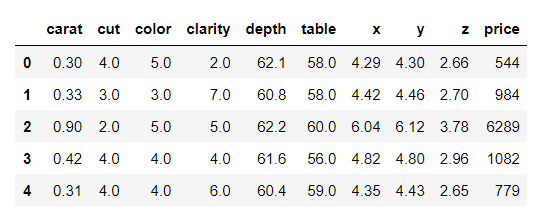 carat cut color clarity depth table x y z price
0 0.30 4.0 5.0 2.0 62.1 58.0 4.29 4.30 2.66 544
1 0.33 3.0 3.0 7.0 60.8 58.0 4.42 4.46 2.70 984
2 0.90 2.0 5.0 5.0 62.2 60.0 6.04 6.12 3.78 6289
3 0.42 4.0 4.0 4.0 61.6 56.0 4.82 4.80 2.96 1082
4 0.31 4.0 4.0 6.0 60.4 59.0 4.35 4.43 2.65 779